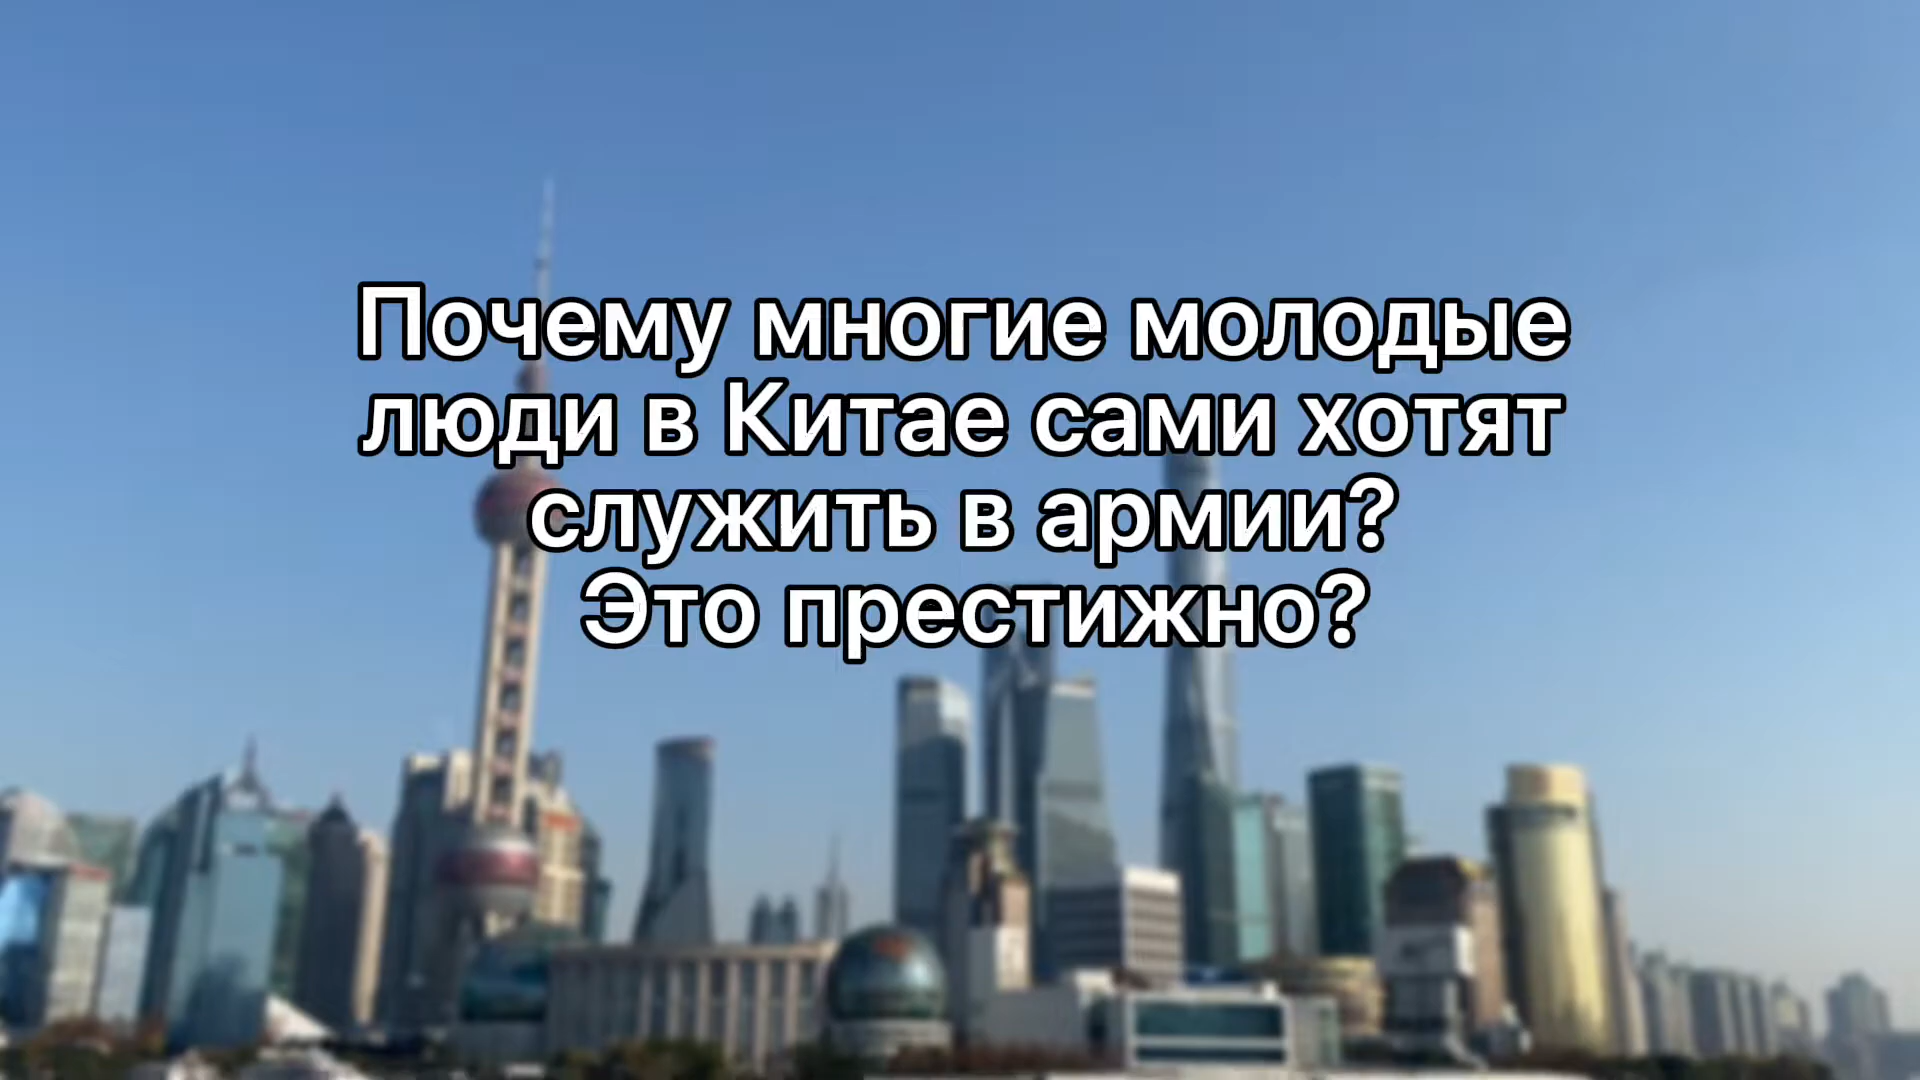 Почему многие молодые
люди в Китае сами хотят
служить в армии?
Это престижно?